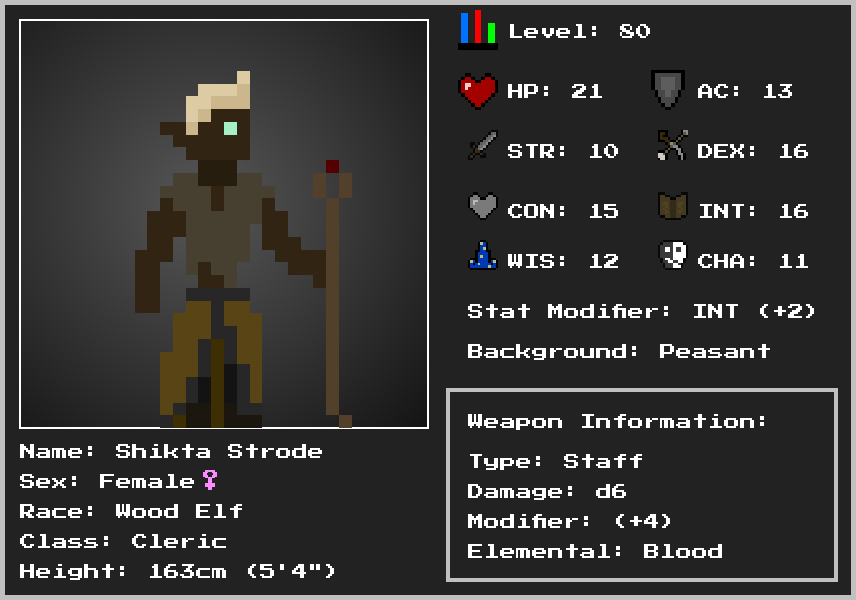 Level: 80
HP: 21
AC: 13
STR: 10
DEX: 16
CON: 15
INT: 16
WIS: 12
CHA: 11
Stat Modifier: INT (+2)
Background: Peasant
Weapon Information:
Type: Staff
Damage: d6
Modifier: (+4)
Elemental: Blood
Name: Shikta Strode
Sex: Female♀
Race: Wood Elf
Class: Cleric
Height: 163cm (5'4")